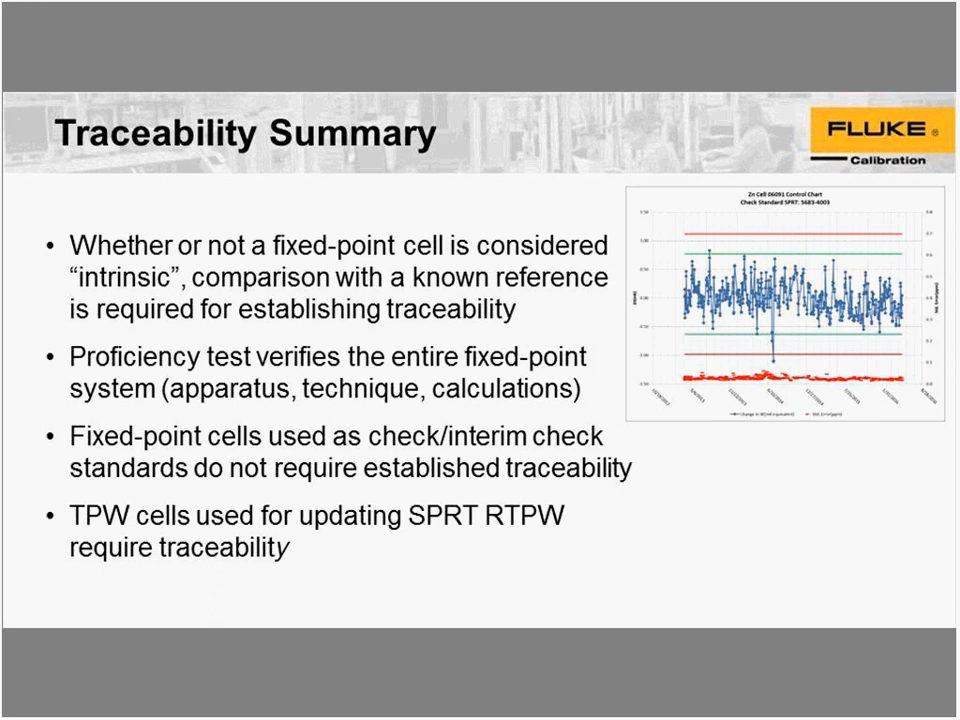 Traceability Summary
FLUKE ®
Calibration
• Whether or not a fixed-point cell is considered
“intrinsic”, comparison with a known reference
is required for establishing traceability
• Proficiency test verifies the entire fixed-point
system (apparatus, technique, calculations)
• Fixed-point cells used as check/interim check
standards do not require established traceability
• TPW cells used for updating SPRT RTPW
require traceability
Zn Cell 06091 Control Chart
Check Standard SPRT: 5683-4003